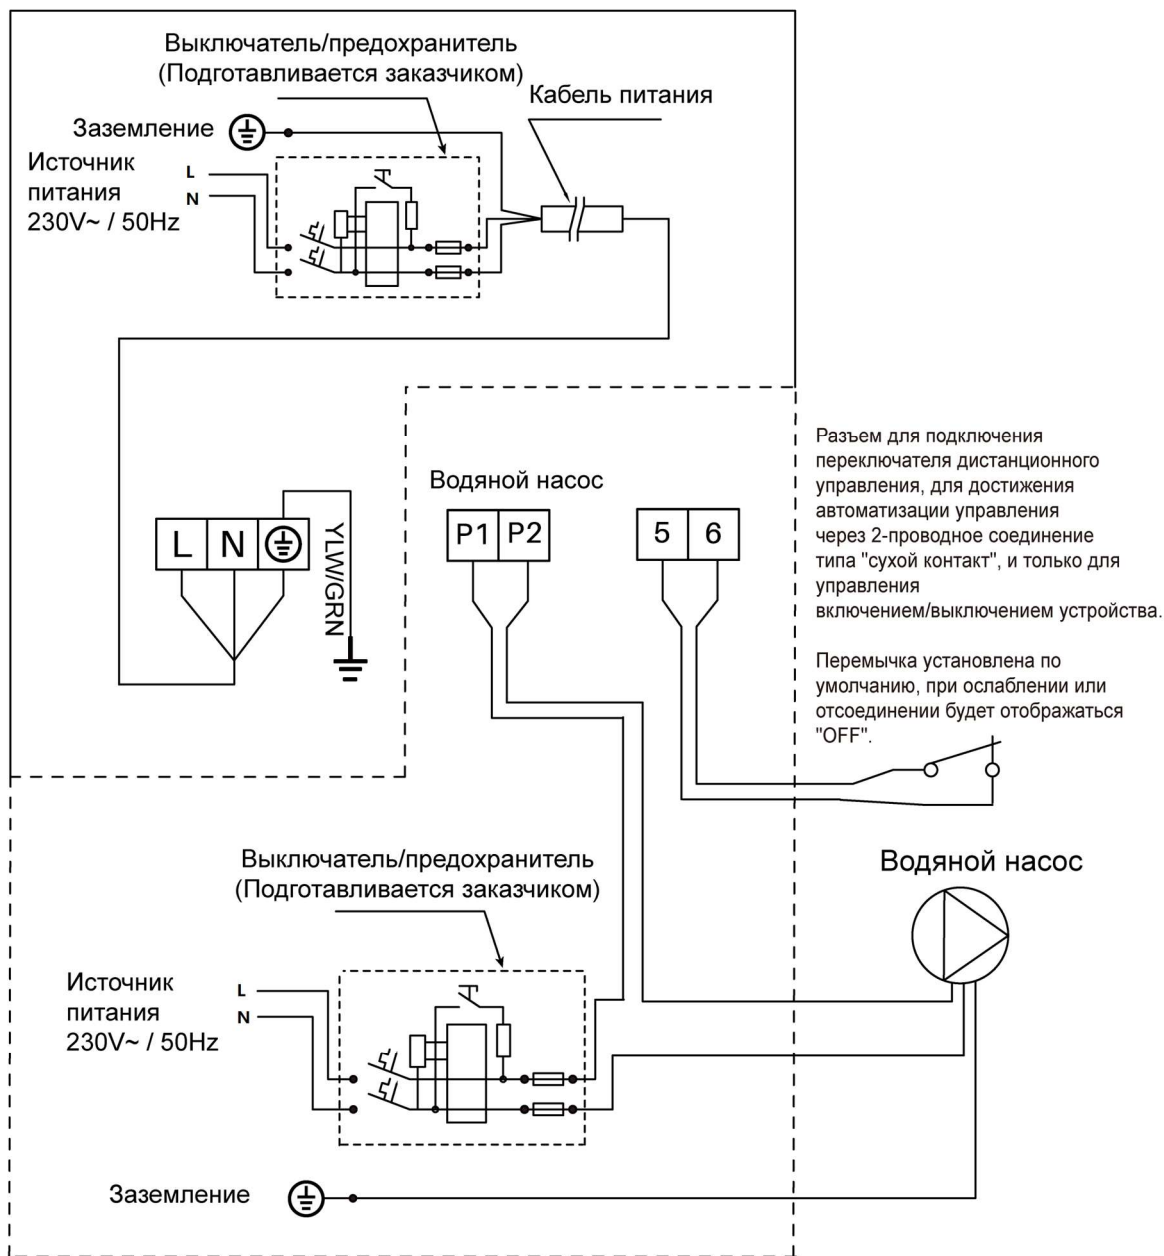 Выключатель/предохранитель
(Подготавливается заказчиком)
Кабель питания
Заземление
Источник
питания
230V~ / 50Hz
L
N
Разъем для подключения
переключателя дистанционного
управления, для достижения
автоматизации управления
через 2-проводное соединение
типа "сухой контакт", и только для
управления
включением/выключением устройства.
Перемычка установлена по
умолчанию, при ослаблении или
отсоединении будет отображаться
"OFF".
Водяной насос
L N
YLW/GRN
P1 P2
5 6
Выключатель/предохранитель
(Подготавливается заказчиком)
Водяной насос
Источник
питания
230V~ / 50Hz
L
N
Заземление